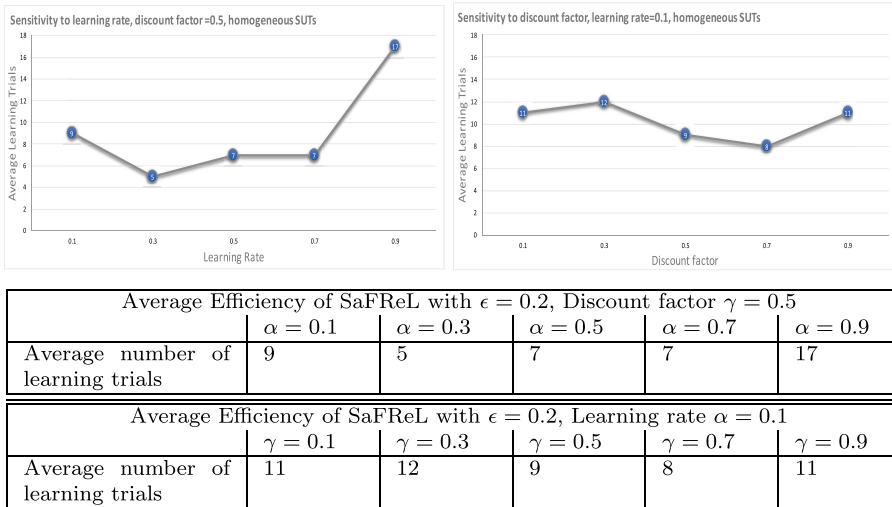 Sensitivity to learning rate, discount factor =0.5, homogeneous SUTs
18
16
14
12
10
8
6
4
2
0
Average Learning Trials
9
5
7
7
17
0.1 0.3 0.5 0.7 0.9
Learning Rate
Sensitivity to discount factor, learning rate=0.1, homogeneous SUTs
18
16
14
12
10
8
6
4
2
0
Average Learning Trials
11
12
9
8
11
0.1 0.3 0.5 0.7 0.9
Discount factor
Average Efficiency of SaFReL with ϵ = 0.2, Discount factor γ = 0.5
α = 0.1 α = 0.3 α = 0.5 α = 0.7 α = 0.9
Average number of 9 5 7 7 17
learning trials
Average Efficiency of SaFReL with ϵ = 0.2, Learning rate α = 0.1
γ = 0.1 γ = 0.3 γ = 0.5 γ = 0.7 γ = 0.9
Average number of 11 12 9 8 11
learning trials